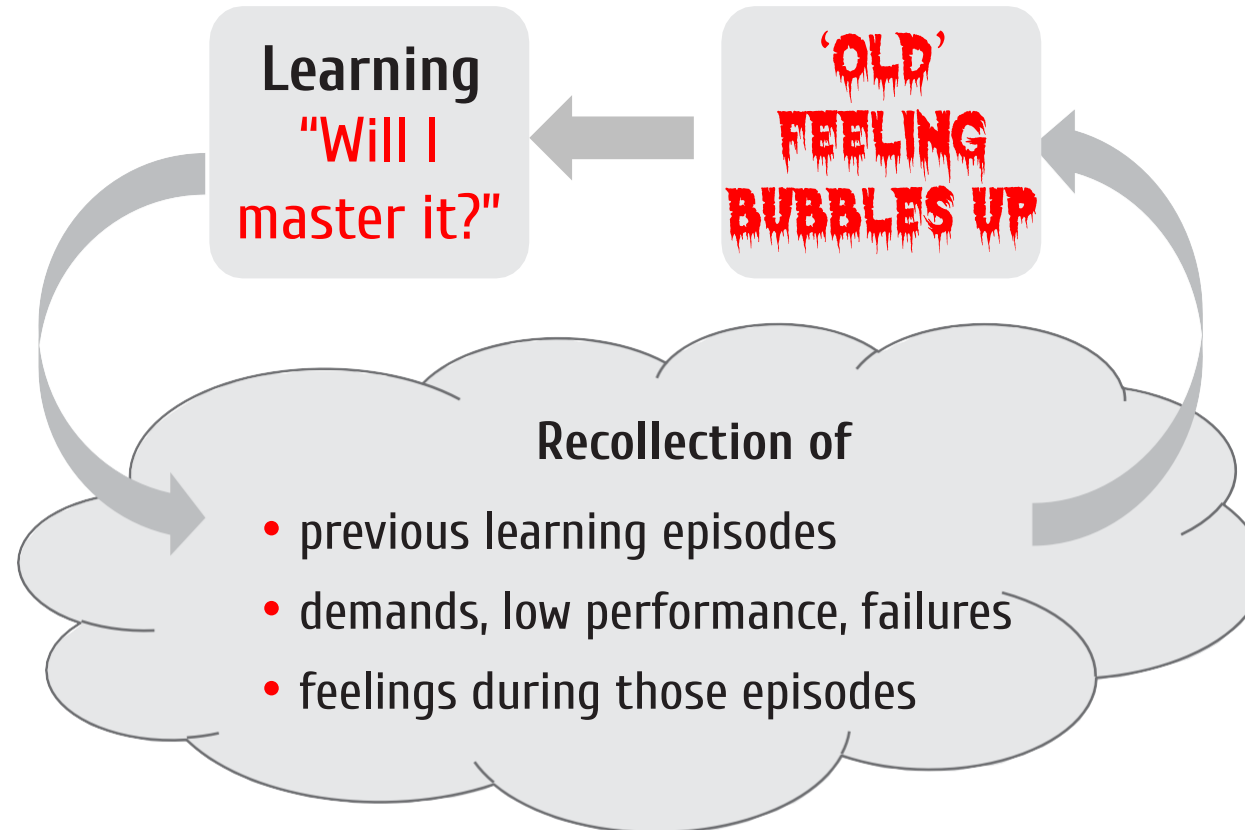 Learning
“Will I
master it?”
‘OLD’
FEELING
BUBBLES UP
Recollection of
• previous learning episodes
• demands, low performance, failures
• feelings during those episodes